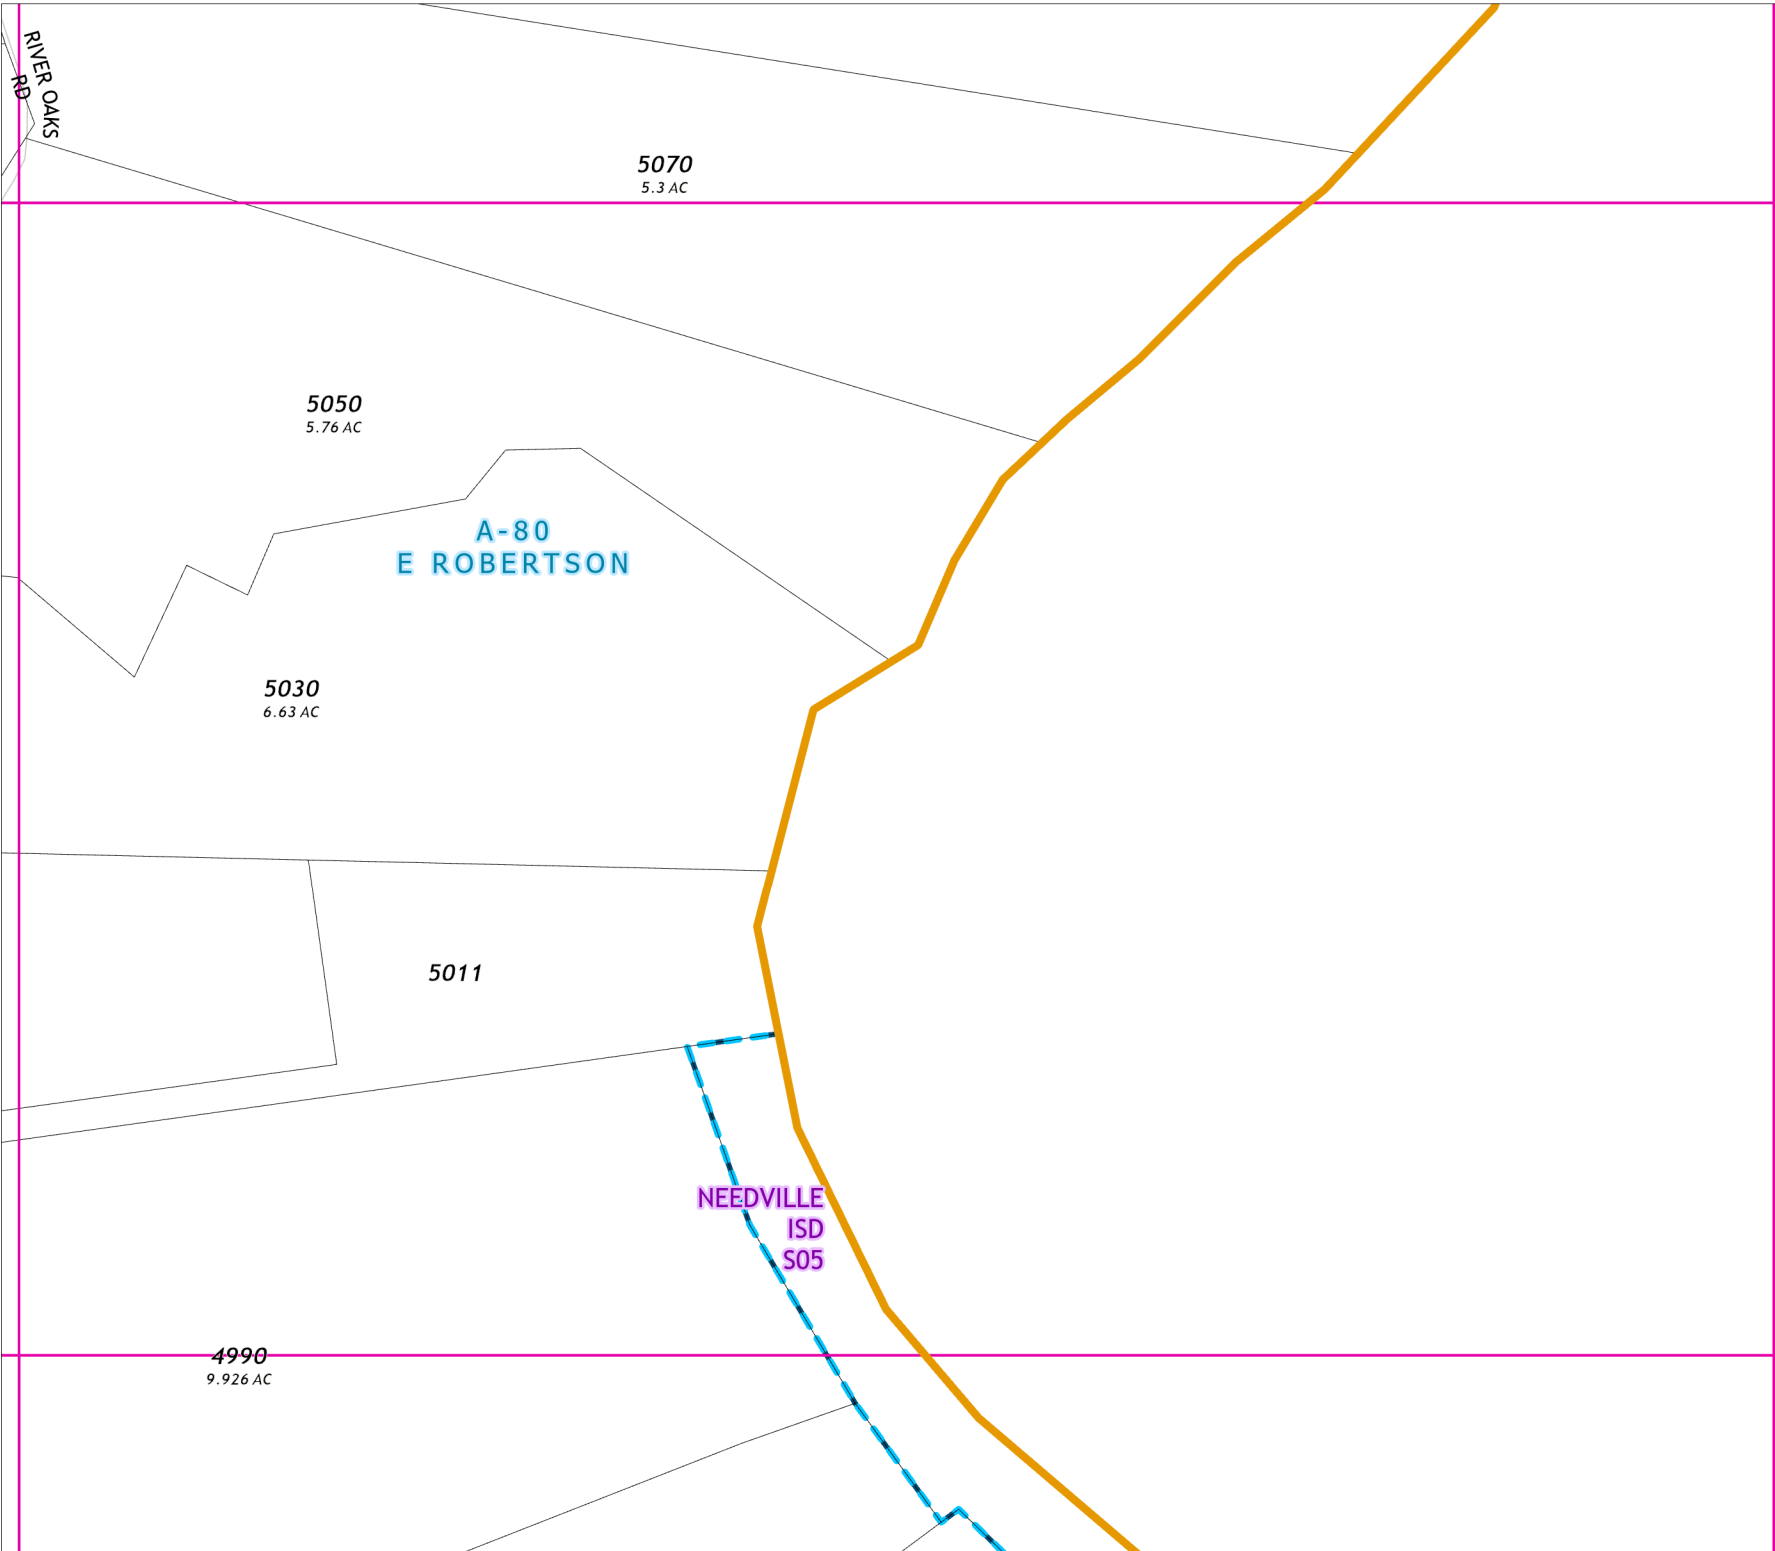 RIVER OAKS
RD
5070
5.3 AC
5050
5.76 AC
A-80
E ROBERTSON
5030
6.63 AC
5011
NEEDVILLE
ISD
S05
4990
9.926 AC